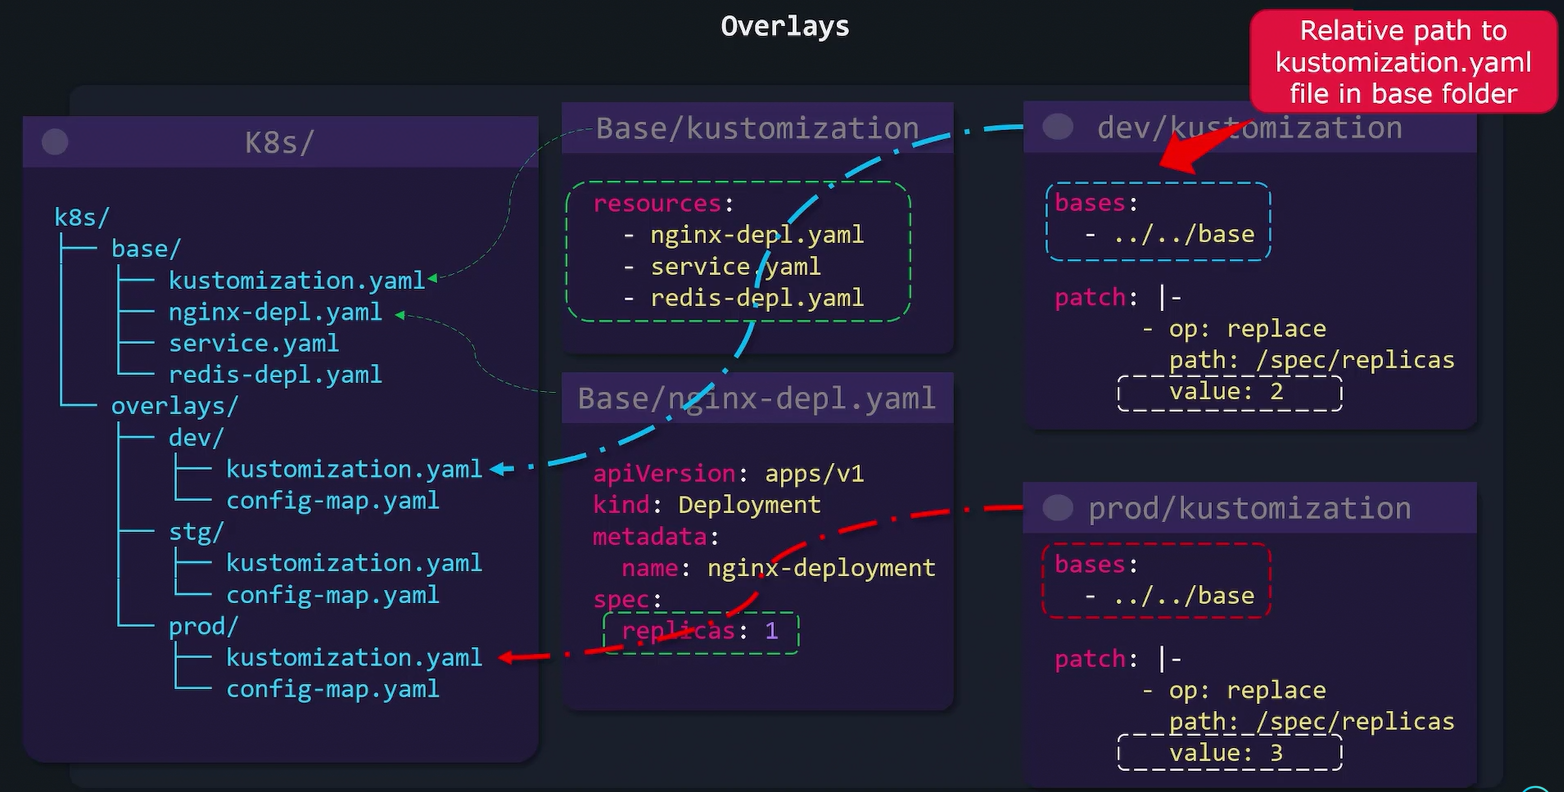 Overlays
Relative path to
kustomization.yaml
file in base folder
K8s/
k8s/
base/
kustomization.yaml
nginx-depl.yaml
service.yaml
redis-depl.yaml
overlays/
dev/
kustomization.yaml
config-map.yaml
stg/
kustomization.yaml
config-map.yaml
prod/
kustomization.yaml
config-map.yaml
Base/kustomization
resources:
- nginx-depl.yaml
- service.yaml
- redis-depl.yaml
Base/nginx-depl.yaml
apiVersion: apps/v1
kind: Deployment
metadata:
name: nginx-deployment
spec:
replicas: 1
dev/kustomization
bases:
- ../../base
patch: |-
- op: replace
path: /spec/replicas
value: 2
prod/kustomization
bases:
- ../../base
patch: |-
- op: replace
path: /spec/replicas
value: 3